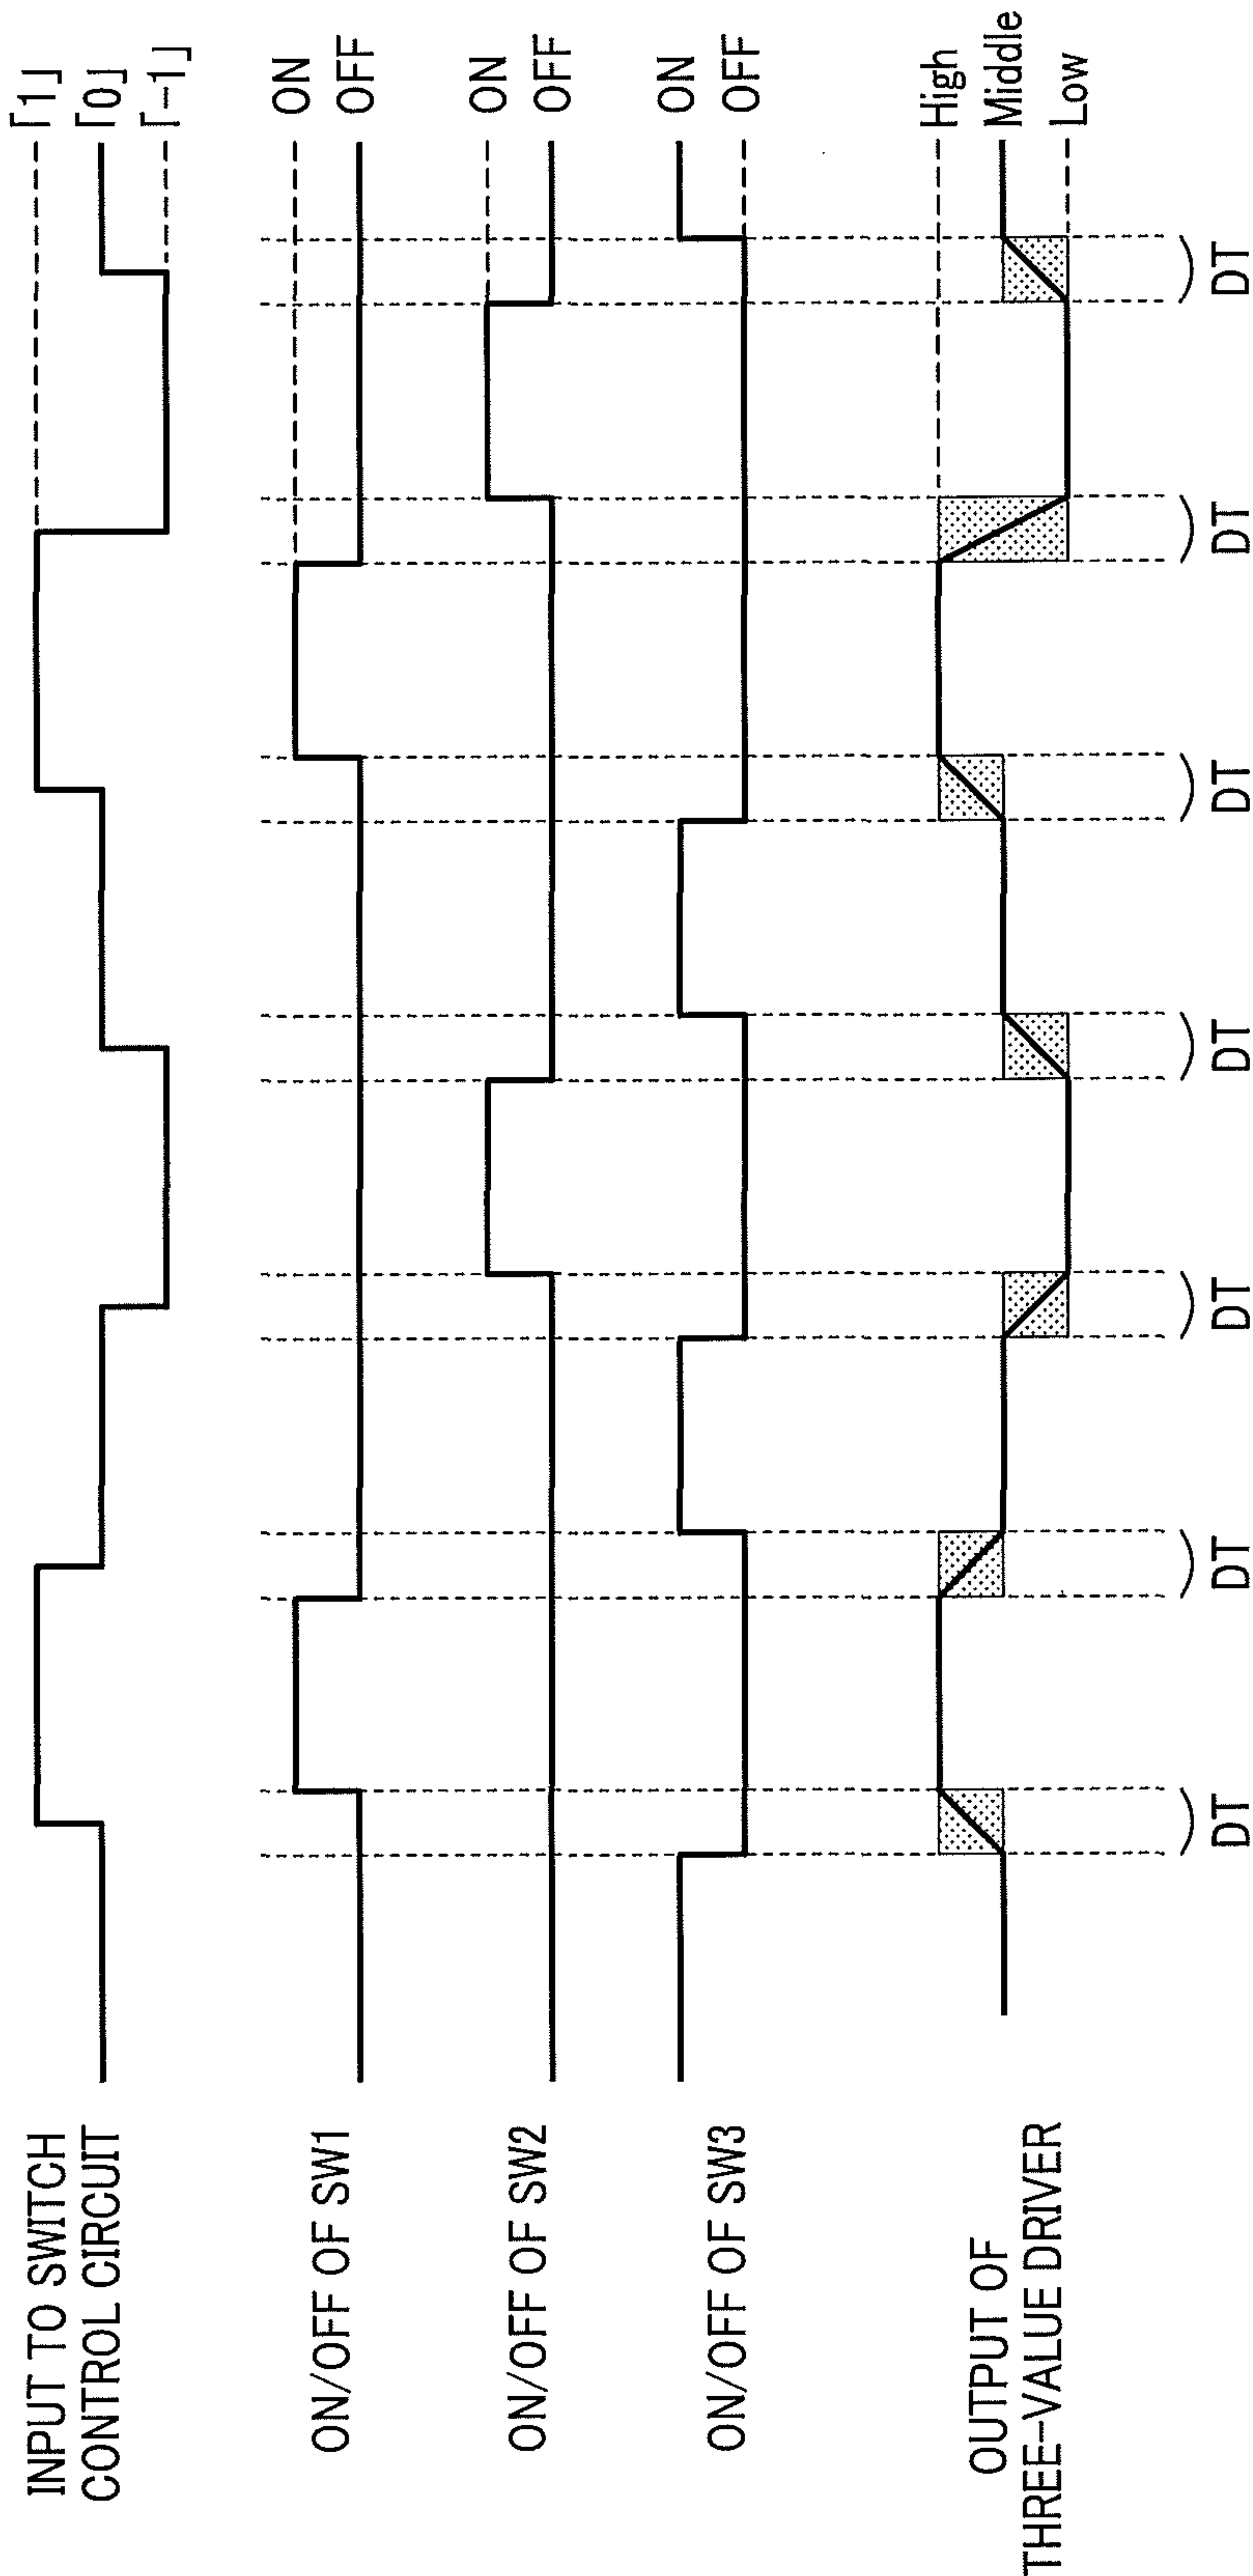 INPUT TO SWITCH
CONTROL CIRCUIT
「1」
「0」
「-1」
ON/OFF OF SW1
ON
OFF
ON/OFF OF SW2
ON
OFF
ON/OFF OF SW3
ON
OFF
OUTPUT OF
THREE-VALUE DRIVER
High
Middle
Low
DT
DT
DT
DT
DT
DT
DT